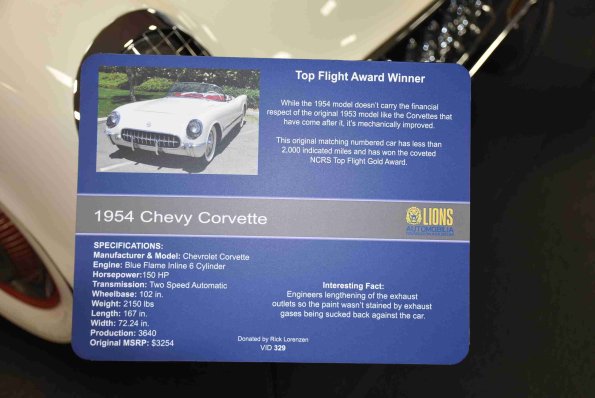 Top Flight Award Winner
While the 1954 model doesn't carry the financial
respect of the original 1953 model like the Corvettes that
have come after it, it's mechanically improved.
This original matching numbered car has less than
2,000 indicated miles and has won the coveted
NCRS Top Flight Gold Award.
1954 Chevy Corvette
LIONS
AUTOMOBILIA
SPECIFICATIONS:
Manufacturer & Model: Chevrolet Corvette
Engine: Blue Flame Inline 6 Cylinder
Horsepower:150 HP
Transmission: Two Speed Automatic
Wheelbase: 102 in.
Weight: 2150 lbs
Length: 167 in.
Width: 72.24 in.
Production: 3640
Original MSRP: $3254
Interesting Fact:
Engineers lengthening of the exhaust
outlets so the paint wasn't stained by exhaust
gases being sucked back against the car.
Donated by Rick Lorenzen
VID 329